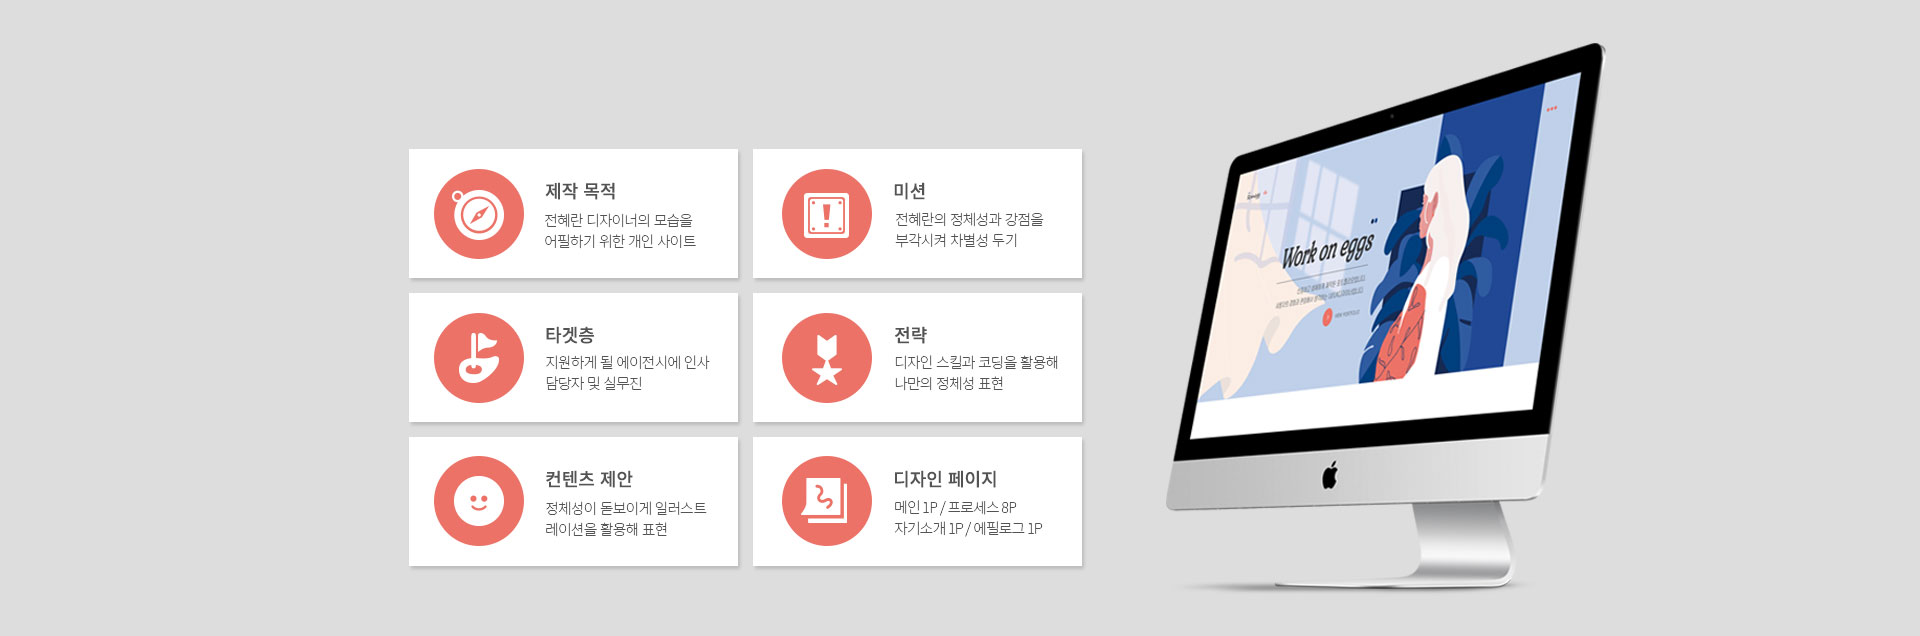 제작 목적
전혜란 디자이너의 모습을
어필하기 위한 개인 사이트
미션
전혜란의 정체성과 강점을
부각시켜 차별성 두기
타겟층
지원하게 될 에이전시에 인사
담당자 및 실무진
전략
디자인 스킬과 코딩을 활용해
나만의 정체성 표현
컨텐츠 제안
정체성이 돋보이게 일러스트
레이션을 활용해 표현
디자인 페이지
메인 1P / 프로세스 8P
자기소개 1P / 에필로그 1P
Work on eggs
VIEW PORTFOLIO